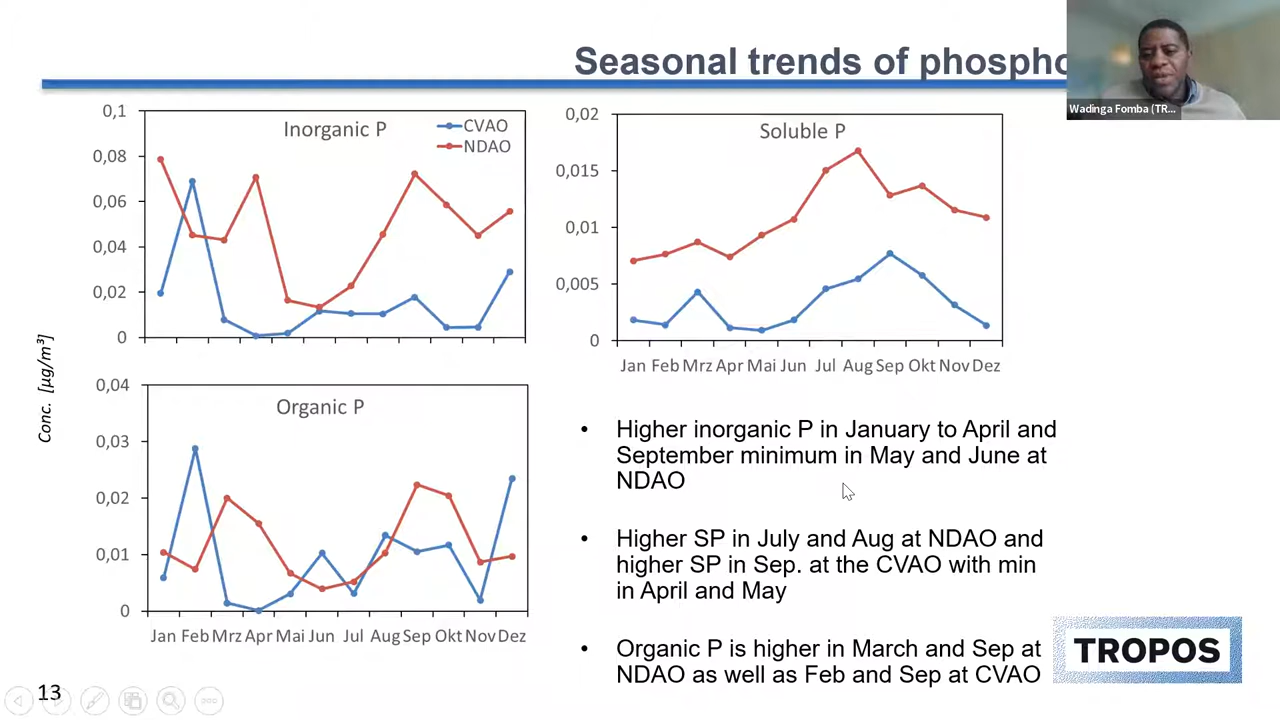 Seasonal trends of phospho
Wadinga Fomba (TR...
Inorganic P
CVAO
NDAO
0,1
0,08
0,06
0,04
0,02
0
Soluble P
0,02
0,015
0,01
0,005
0
Jan Feb Mrz Apr Mai Jun Jul Aug Sep Okt Nov Dez
Conc. [µg/m³]
Organic P
0,04
0,03
0,02
0,01
0
Jan Feb Mrz Apr Mai Jun Jul Aug Sep Okt Nov Dez
• Higher inorganic P in January to April and
September minimum in May and June at
NDAO
• Higher SP in July and Aug at NDAO and
higher SP in Sep. at the CVAO with min
in April and May
• Organic P is higher in March and Sep at
NDAO as well as Feb and Sep at CVAO
TROPOS
13